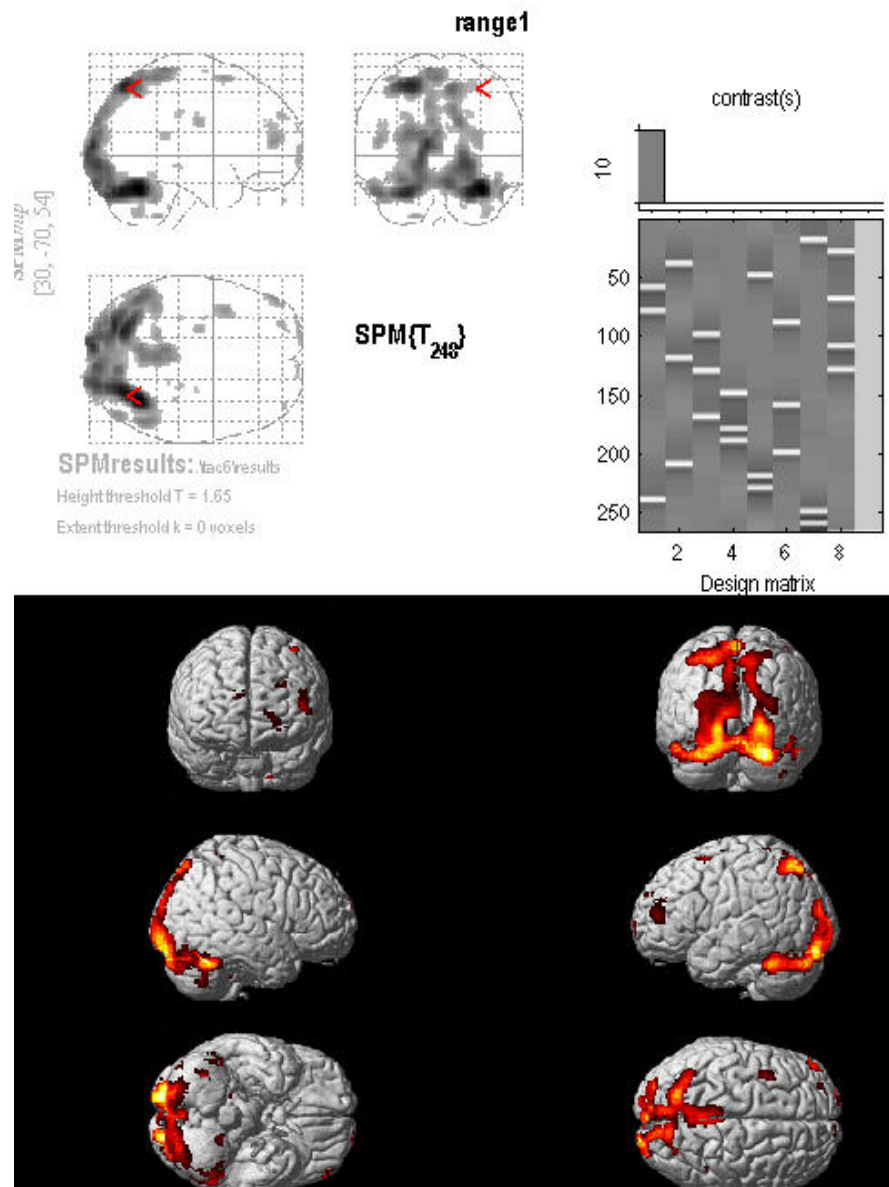 range1
contrast(s)
10
[30, -70, 54]
50
100
150
200
250
SPM{T248}
2 4 6 8
Design matrix
SPMresults: .\fac6\results
Height threshold T = 1.65
Extent threshold k = 0 voxels